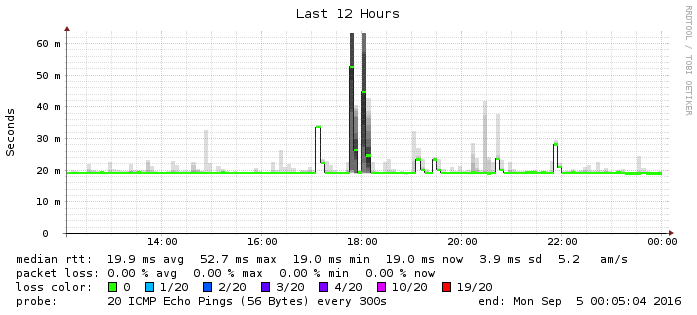 Last 12 Hours
RRDTOOL / TOBI OETIKER
Seconds
60 m
50 m
40 m
30 m
20 m
10 m
0
14:00 16:00 18:00 20:00 22:00 00:00
median rtt: 19.9 ms avg 52.7 ms max 19.0 ms min 19.0 ms now 3.9 ms sd 5.2 am/s
packet loss: 0.00 % avg 0.00 % max 0.00 % min 0.00 % now
loss color: 0 1/20 2/20 3/20 4/20 10/20 19/20
probe: 20 ICMP Echo Pings (56 Bytes) every 300s end: Mon Sep 5 00:05:04 2016